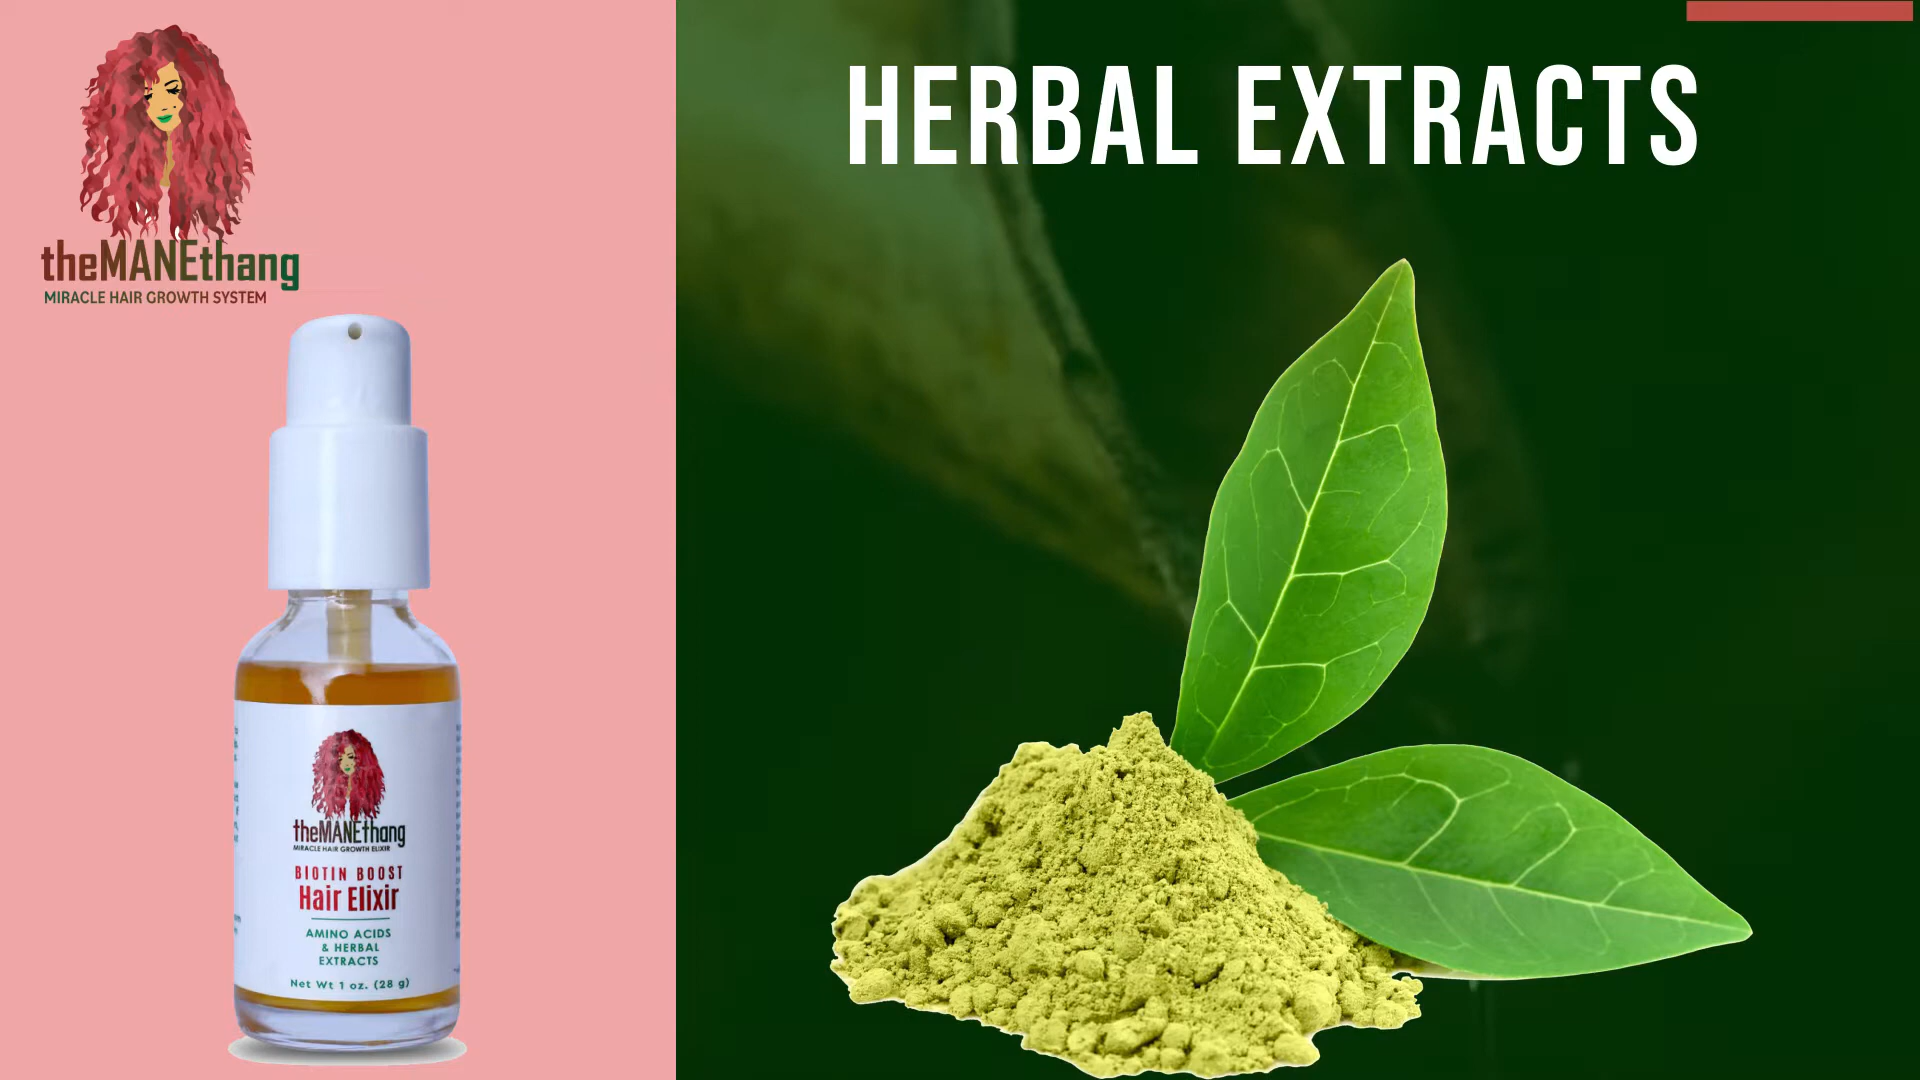 theMANEthang
MIRACLE HAIR GROWTH SYSTEM
HERBAL EXTRACTS
theMANEthang
MIRACLE HAIR GROWTH ELIXIR
BIOTIN BOOST
Hair Elixir
AMINO ACIDS
& HERBAL
EXTRACTS
Net Wt 1 oz. (28 g)